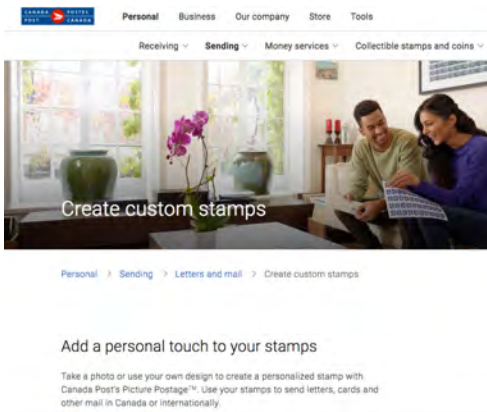 CANADA POSTES
POST CANADA
Personal Business Our company Store Tools
Receiving Sending Money services Collectible stamps and coins
Create custom stamps
Personal > Sending > Letters and mail > Create custom stamps
Add a personal touch to your stamps
Take a photo or use your own design to create a personalized stamp with
Canada Post's Picture Postage™. Use your stamps to send letters, cards and
other mail in Canada or internationally.